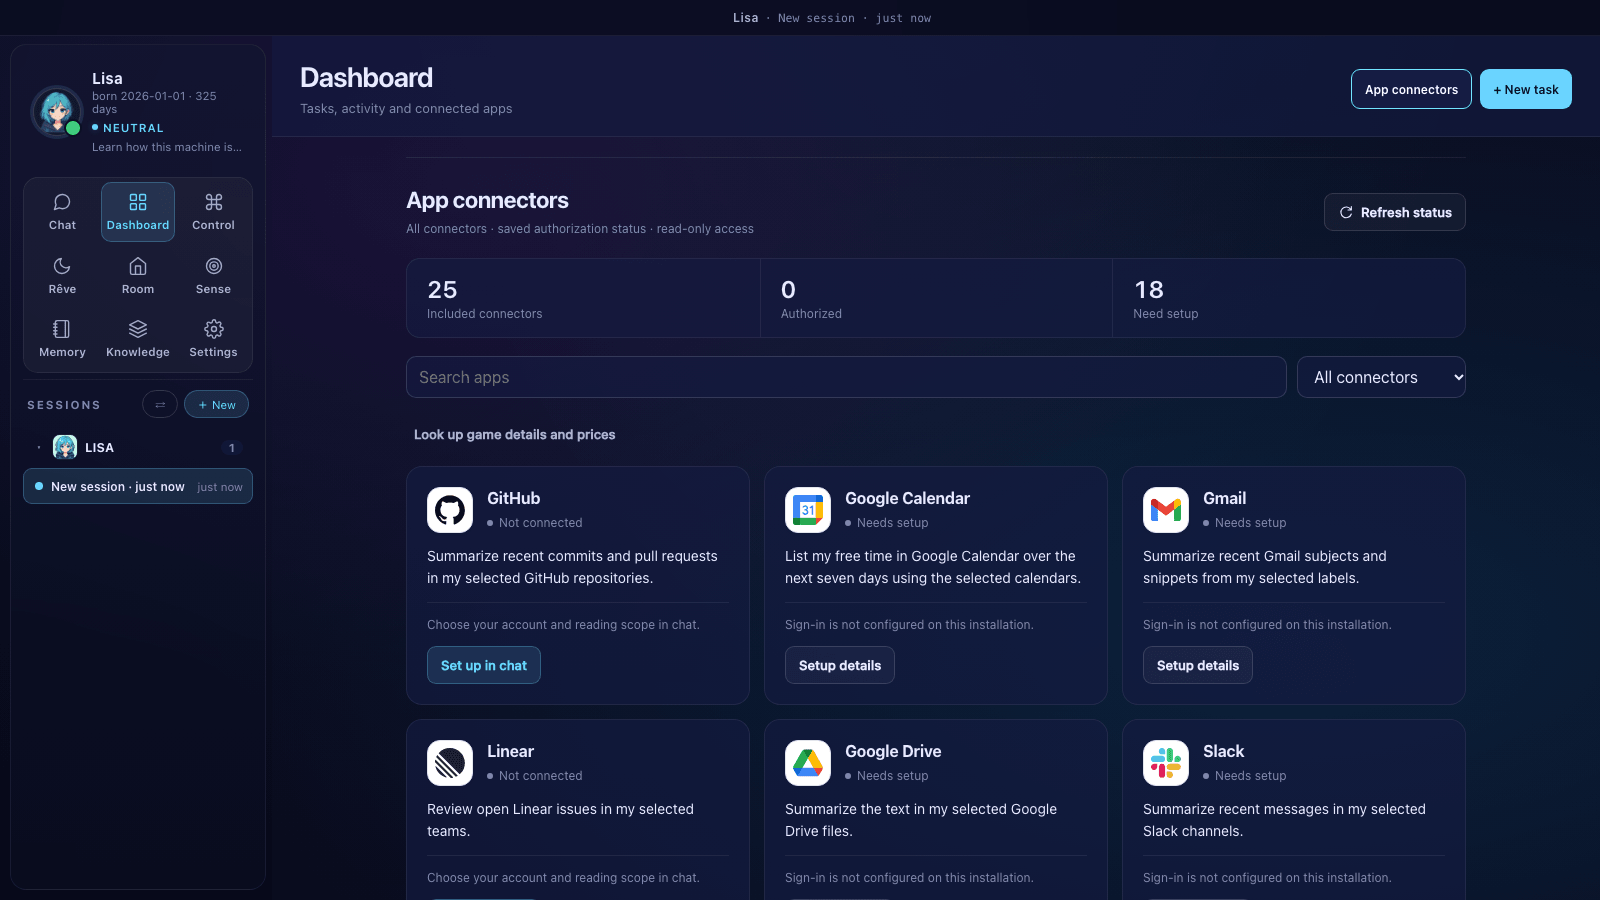 Lisa · New session · just now
Lisa
born 2026-01-01 · 325
days
NEUTRAL
Learn how this machine is...
Chat
Dashboard
Control
Rêve
Room
Sense
Memory
Knowledge
Settings
SESSIONS
+ New
LISA
1
New session · just now
just now
Dashboard
Tasks, activity and connected apps
App connectors
+ New task
App connectors
All connectors · saved authorization status · read-only access
Refresh status
25
Included connectors
0
Authorized
18
Need setup
Search apps
All connectors
Look up game details and prices
GitHub
Not connected
Summarize recent commits and pull requests
in my selected GitHub repositories.
Choose your account and reading scope in chat.
Set up in chat
31
Google Calendar
Needs setup
List my free time in Google Calendar over the
next seven days using the selected calendars.
Sign-in is not configured on this installation.
Setup details
Gmail
Needs setup
Summarize recent Gmail subjects and
snippets from my selected labels.
Sign-in is not configured on this installation.
Setup details
Linear
Not connected
Review open Linear issues in my selected
teams.
Choose your account and reading scope in chat.
Google Drive
Needs setup
Summarize the text in my selected Google
Drive files.
Sign-in is not configured on this installation.
Slack
Needs setup
Summarize recent messages in my selected
Slack channels.
Sign-in is not configured on this installation.